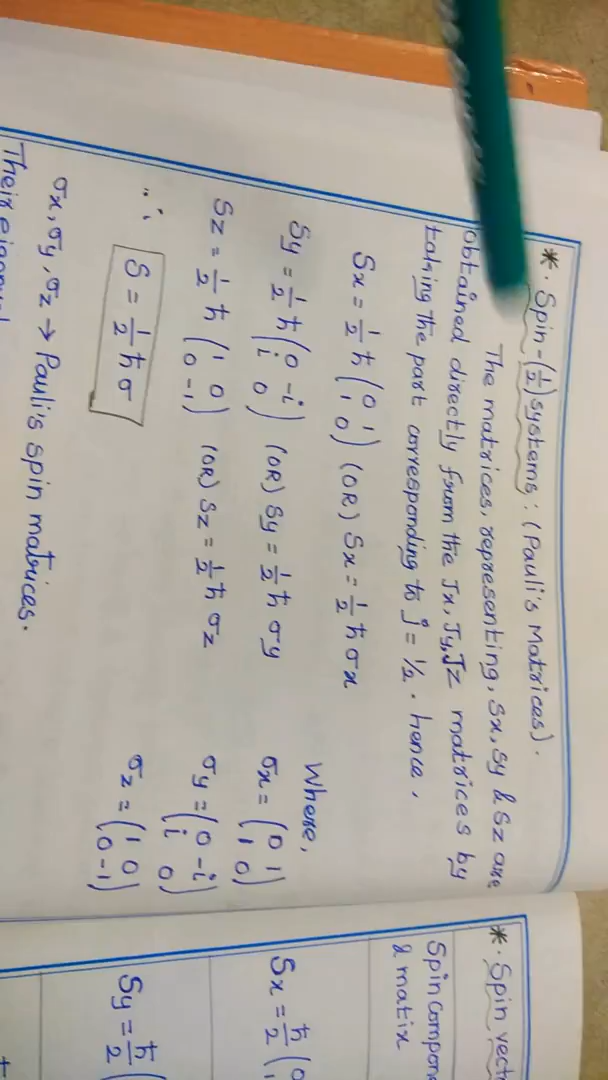 *. Spin-(1/2) systems : (Pauli's Matrices).
The matrices, representing, Sx, Sy & Sz are
obtained directly from the Jx, Jy, Jz matrices by
taking the part corresponding to j = 1/2 . hence,
Sx = 1/2 ħ (0 1
1 0) (OR) Sx = 1/2 ħ σx
Sy = 1/2 ħ (0 -i
i 0) (OR) Sy = 1/2 ħ σy
Sz = 1/2 ħ (1 0
0 -1) (OR) Sz = 1/2 ħ σz
Where,
σx = (0 1
1 0)
σy = (0 -i
i 0)
σz = (1 0
0 -1)
∴ S = 1/2 ħ σ
σx, σy, σz → Pauli's spin matrices.
*. Spin
& matix
Sx = ħ/2 (0
Sy = ħ/2 (